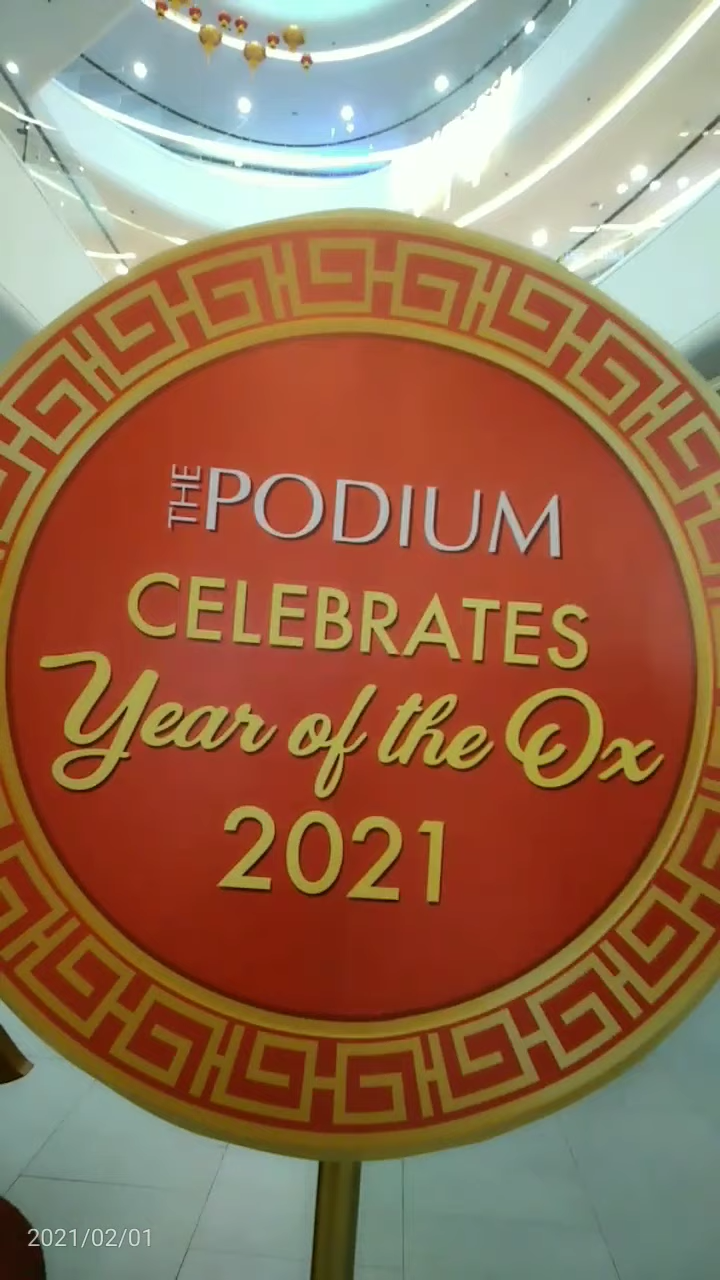 THE PODIUM
CELEBRATES
Year of the Ox
2021
2021/02/01